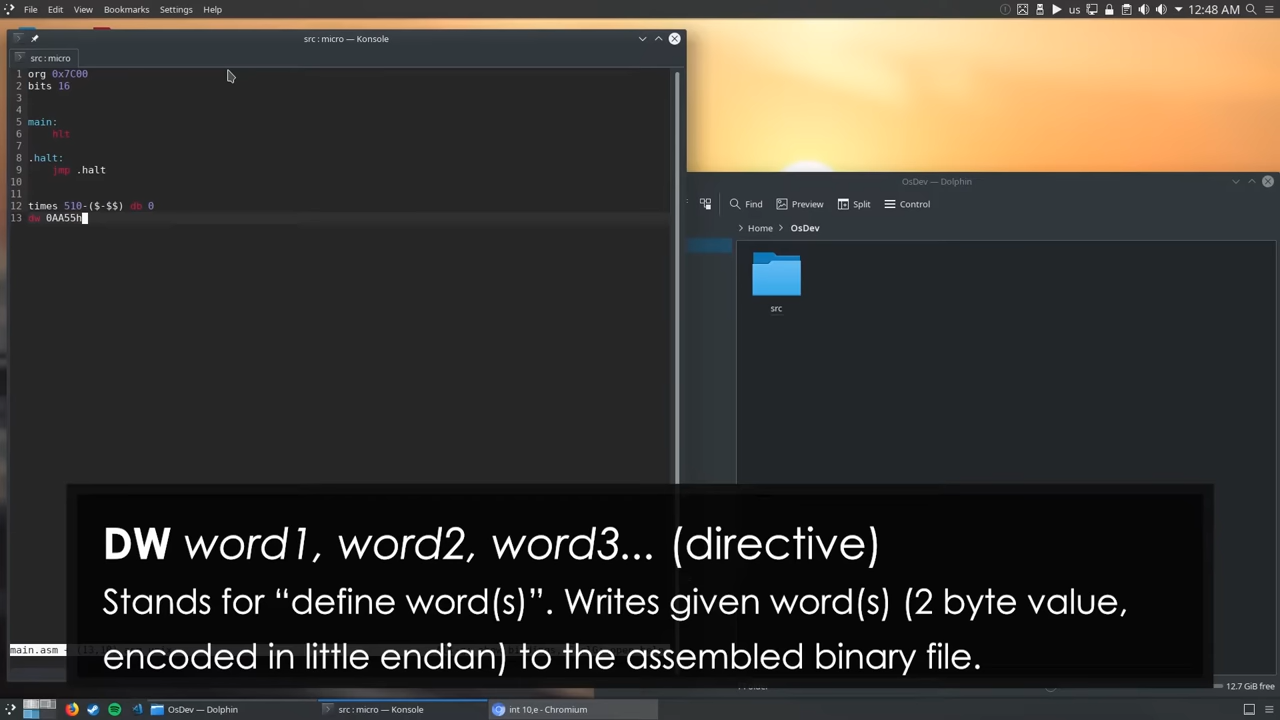 File Edit View Bookmarks Settings Help
us 12:48 AM
src : micro — Konsole
src : micro
1 org 0x7C00
2 bits 16
3
4
5 main:
6 hlt
7
8 .halt:
9 jmp .halt
10
11
12 times 510-($-$$) db 0
13 dw 0AA55h
OsDev — Dolphin
Find Preview Split Control
Home OsDev
src
DW word1, word2, word3... (directive)
Stands for “define word(s)”. Writes given word(s) (2 byte value,
encoded in little endian) to the assembled binary file.
main.asm
12.7 GiB free
OsDev — Dolphin src : micro — Konsole int 10,e - Chromium